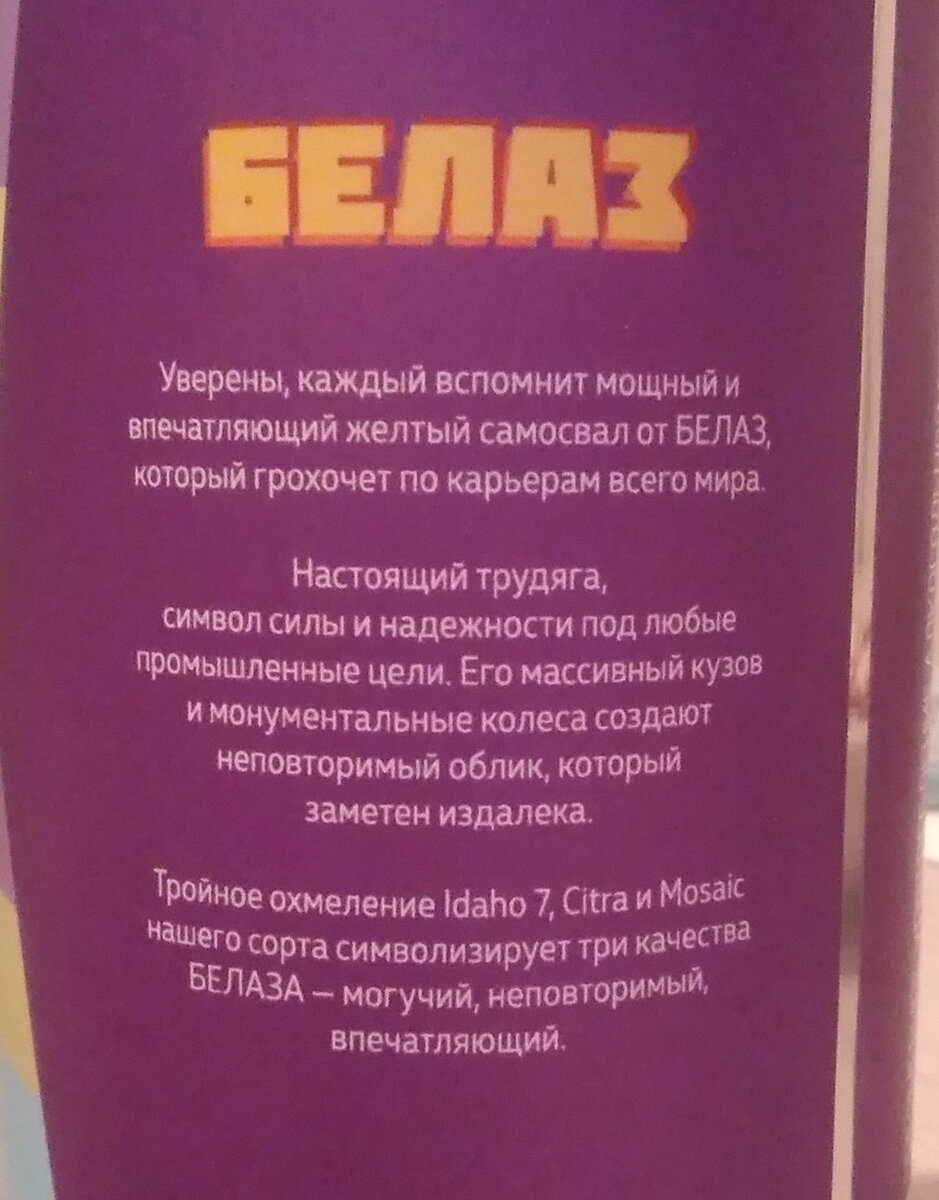 БЕЛАЗ
Уверены, каждый вспомнит мощный и
впечатляющий желтый самосвал от БЕЛАЗ,
который грохочет по карьерам всего мира.
Настоящий трудяга,
символ силы и надежности под любые
промышленные цели. Его массивный кузов
и монументальные колеса создают
неповторимый облик, который
заметен издалека.
Тройное охмеление Idaho 7, Citra и Mosaic
нашего сорта символизирует три качества
БЕЛАЗА – могучий, неповторимый,
впечатляющий.